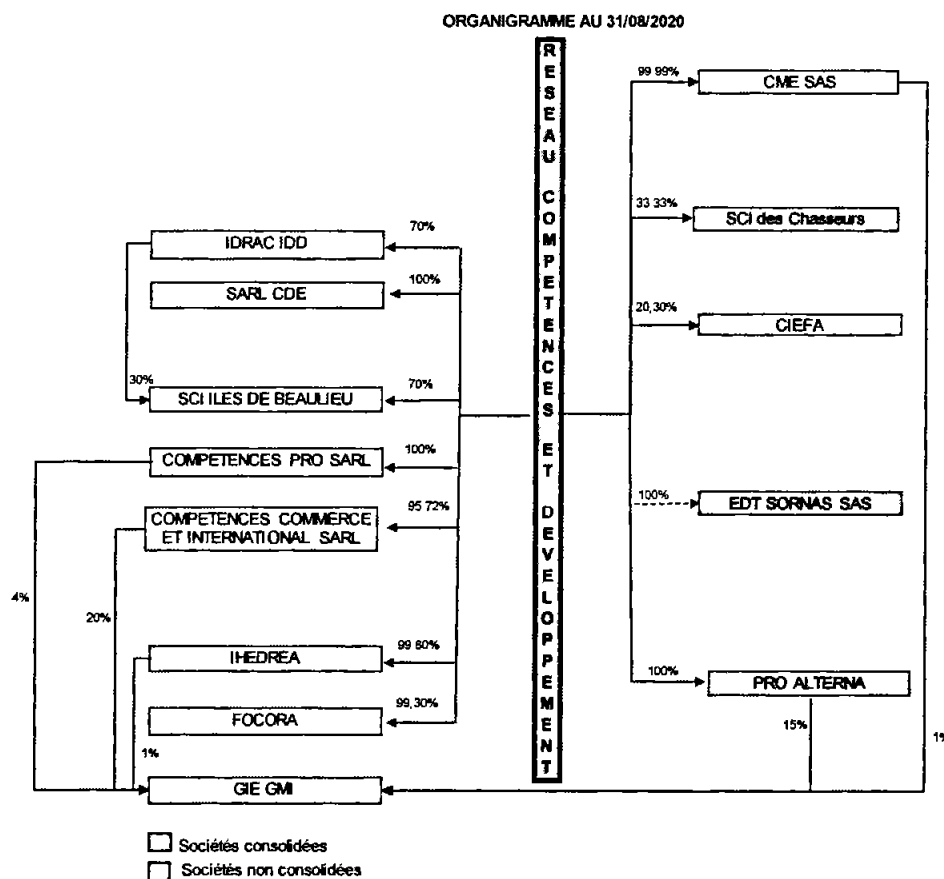 ORGANIGRAMME AU 31/08/2020
RESEAU COMPETENCES ET DEVELOPPEMENT
99 99%
CME SAS
33 33%
SCI des Chasseurs
70%
IDRAC IDD
100%
SARL CDE
20,30%
CIEFA
30%
70%
SCI ILES DE BEAULIEU
100%
COMPETENCES PRO SARL
95 72%
COMPETENCES COMMERCE
ET INTERNATIONAL SARL
100%
EDT SORNAS SAS
4%
20%
99 60%
IHEDREA
100%
PRO ALTERNA
99,30%
FOCORA
15%
1%
1%
GIE GMI
Sociétés consolidées
Sociétés non consolidées